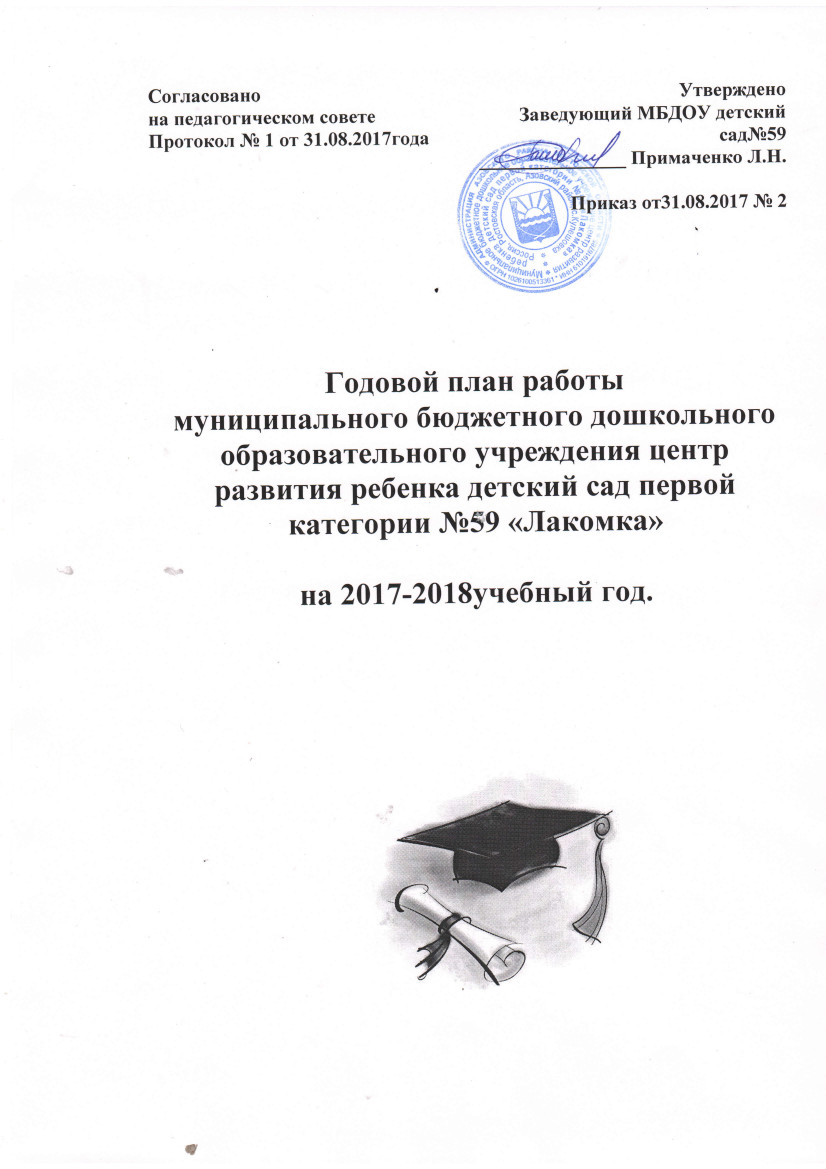 Согласовано
на педагогическом совете
Протокол № 1 от 31.08.2017года
Утверждено
Заведующий МБДОУ детский
сад№59
Примаченко Л.Н.
Приказ от31.08.2017 № 2
Годовой план работы
муниципального бюджетного дошкольного
образовательного учреждения центр
развития ребенка детский сад первой
категории №59 «Лакомка»
на 2017-2018учебный год.